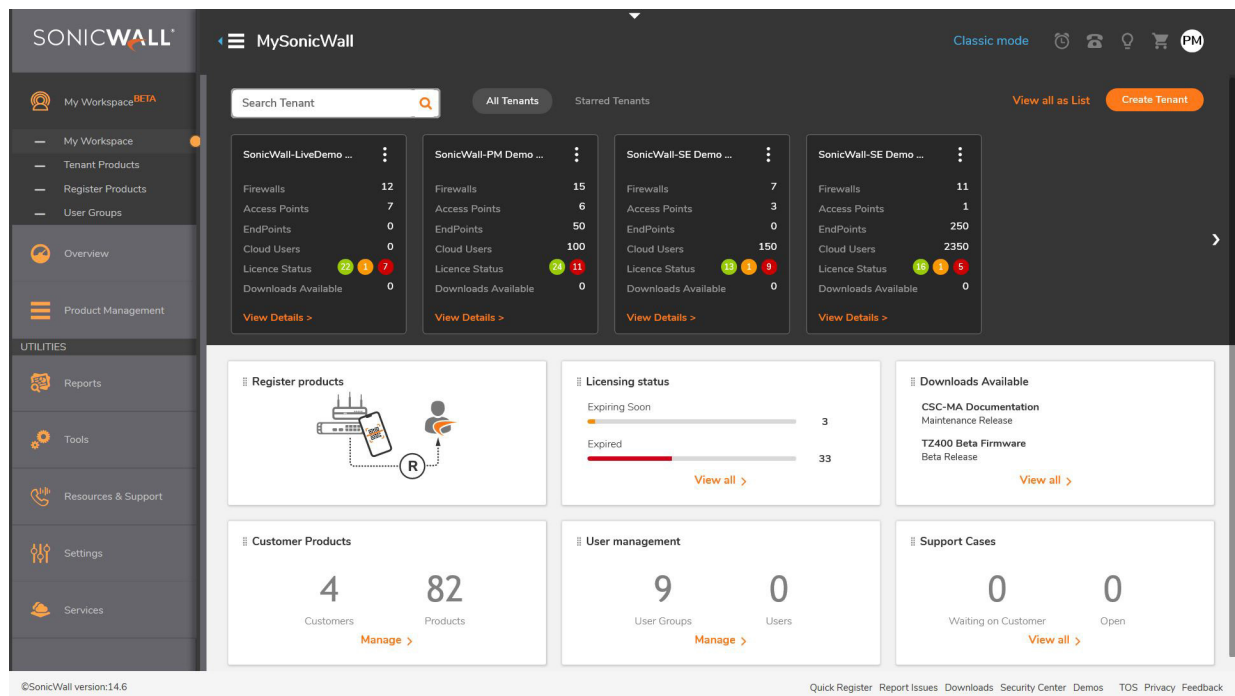 SONICWALL®
MySonicWall
Classic mode
PM
My Workspace BETA
My Workspace
Tenant Products
Register Products
User Groups
Overview
Product Management
UTILITIES
Reports
Tools
Resources & Support
Settings
Services
Search Tenant
All Tenants
Starred Tenants
View all as List
Create Tenant
SonicWall-LiveDemo ...
Firewalls 12
Access Points 7
EndPoints 0
Cloud Users 0
Licence Status 22 1 7
Downloads Available 0
View Details >
SonicWall-PM Demo ...
Firewalls 15
Access Points 6
EndPoints 50
Cloud Users 100
Licence Status 24 11
Downloads Available 0
View Details >
SonicWall-SE Demo ...
Firewalls 7
Access Points 3
EndPoints 0
Cloud Users 150
Licence Status 13 1 9
Downloads Available 0
View Details >
SonicWall-SE Demo ...
Firewalls 11
Access Points 1
EndPoints 250
Cloud Users 2350
Licence Status 16 1 5
Downloads Available 0
View Details >
Register products
R
Licensing status
Expiring Soon
3
Expired
33
View all >
Downloads Available
CSC-MA Documentation
Maintenance Release
TZ400 Beta Firmware
Beta Release
View all >
Customer Products
4 82
Customers Products
Manage >
User management
9 0
User Groups Users
Manage >
Support Cases
0 0
Waiting on Customer Open
View all >
©SonicWall version:14.6
Quick Register Report Issues Downloads Security Center Demos TOS Privacy Feedback